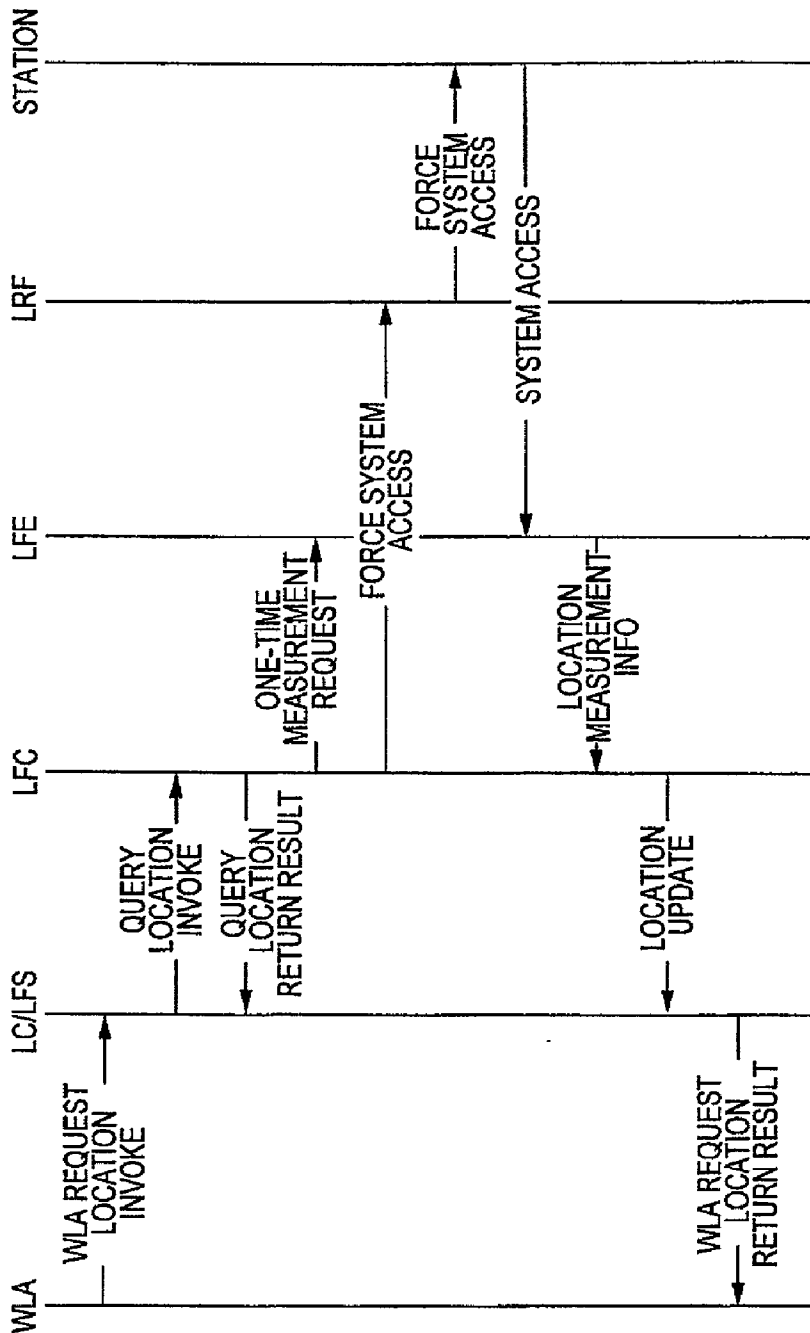 WLA
LC/LFS
LFC
LFE
LRF
STATION
WLA REQUEST
LOCATION
INVOKE
QUERY
LOCATION
INVOKE
QUERY
LOCATION
RETURN RESULT
ONE-TIME
MEASUREMENT
REQUEST
FORCE SYSTEM
ACCESS
FORCE
SYSTEM
ACCESS
SYSTEM ACCESS
LOCATION
MEASUREMENT
INFO
LOCATION
UPDATE
WLA REQUEST
LOCATION
RETURN RESULT